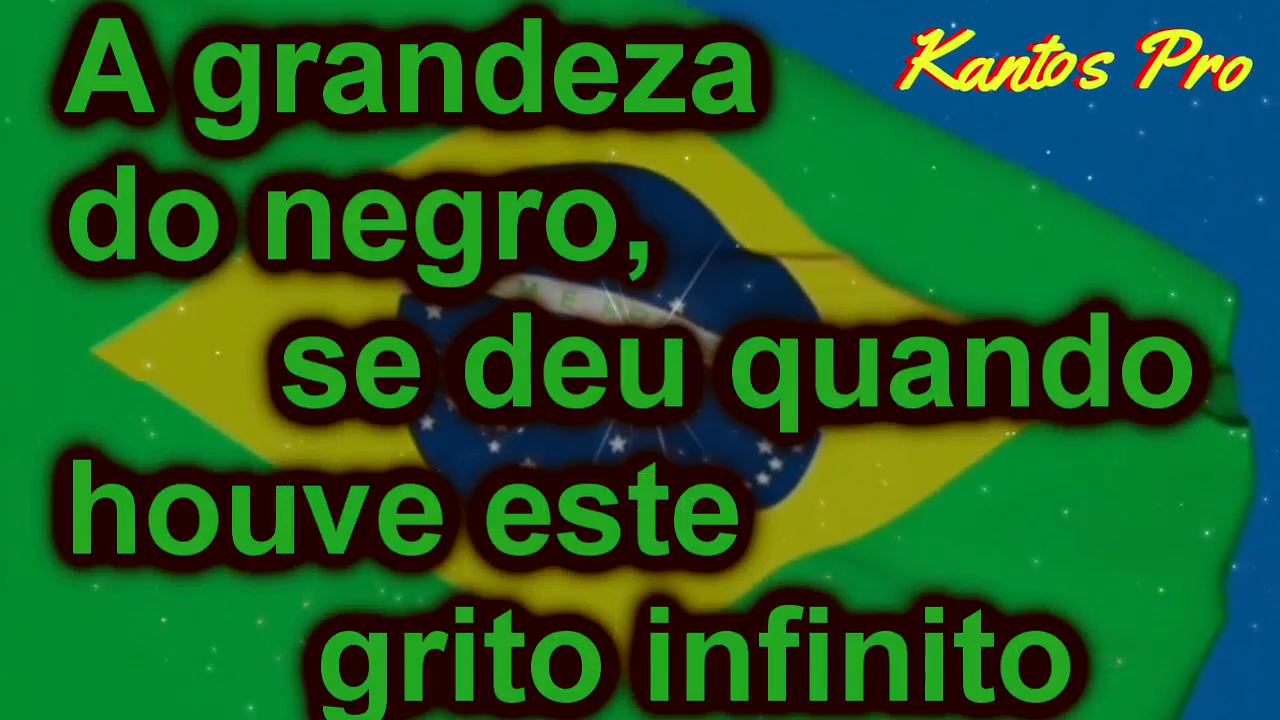 Kantos Pro
A grandeza
do negro,
se deu quando
houve este
grito infinito